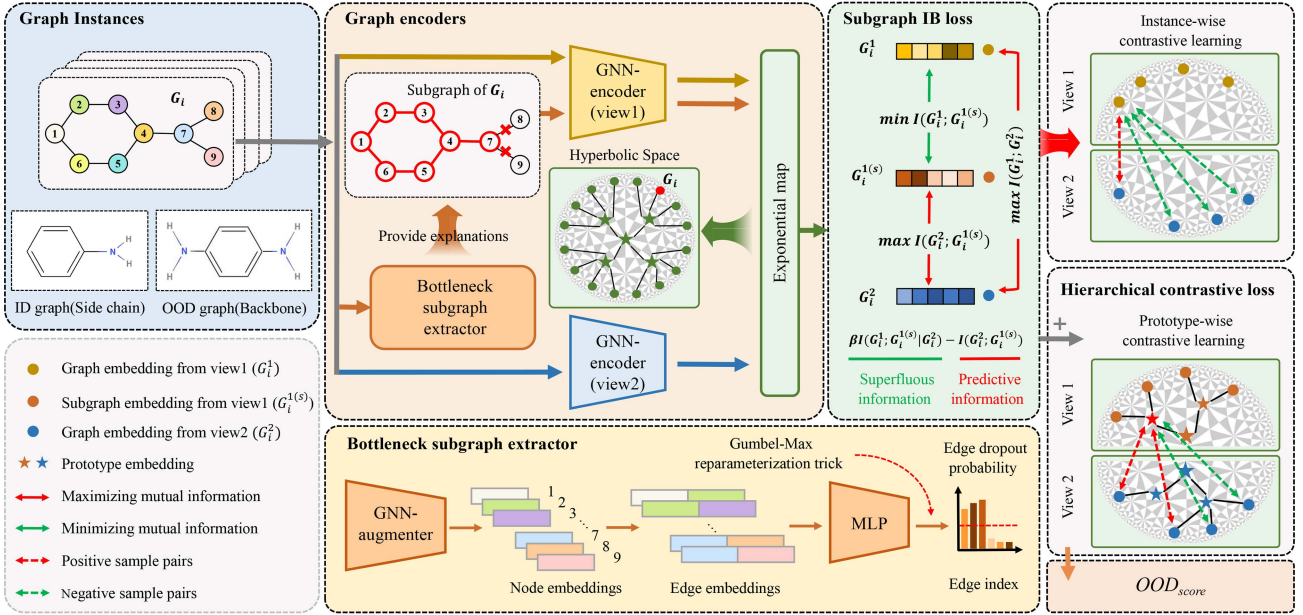 Graph Instances
G_i
2
3
8
1
4
7
6
5
9
H
N
H
H
N
H
H
N
H
ID graph(Side chain)
OOD graph(Backbone)
Graph embedding from view1 (G_i^1)
Subgraph embedding from view1 (G_i^{1(s)})
Graph embedding from view2 (G_i^2)
Prototype embedding
Maximizing mutual information
Minimizing mutual information
Positive sample pairs
Negative sample pairs
Graph encoders
Subgraph of G_i
2
3
8
1
4
7
6
5
9
Provide explanations
Bottleneck
subgraph
extractor
GNN-
encoder
(view1)
Hyperbolic Space
G_i
GNN-
encoder
(view2)
Exponential map
Subgraph IB loss
G_i^1
min I(G_i^1; G_i^{1(s)})
G_i^{1(s)}
max I(G_i^1; G_i^2)
max I(G_i^2; G_i^{1(s)})
G_i^2
βI(G_i^1; G_i^{1(s)}|G_i^2) − I(G_i^2; G_i^{1(s)})
Superfluous
information
Predictive
information
Instance-wise
contrastive learning
View 1
View 2
+
Hierarchical contrastive loss
Prototype-wise
contrastive learning
View 1
View 2
OOD_score
Bottleneck subgraph extractor
GNN-
augmenter
1
2
3
...
7
8
9
Node embeddings
...
Edge embeddings
Gumbel-Max
reparameterization trick
MLP
Edge dropout
probability
Edge index